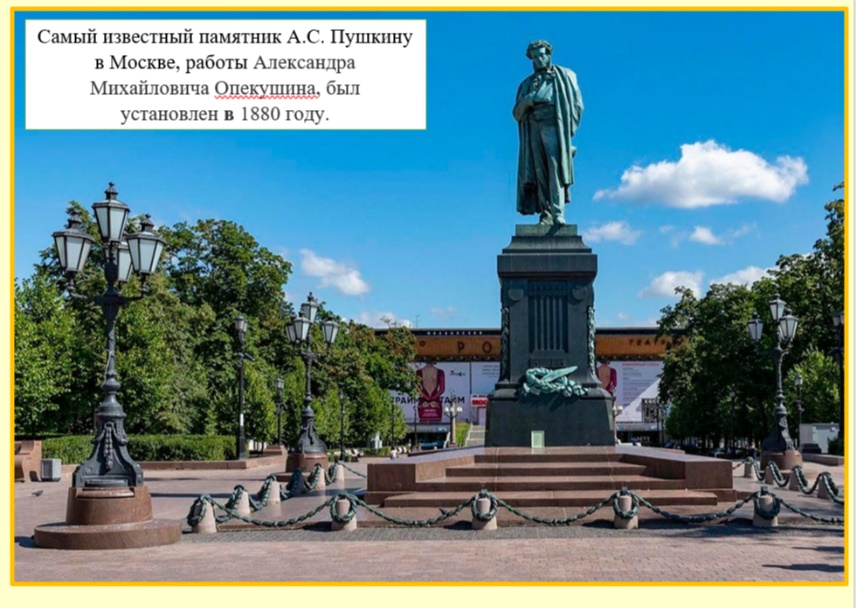 Самый известный памятник А.С. Пушкину
в Москве, работы Александра
Михайловича Опекушина, был
установлен в 1880 году.